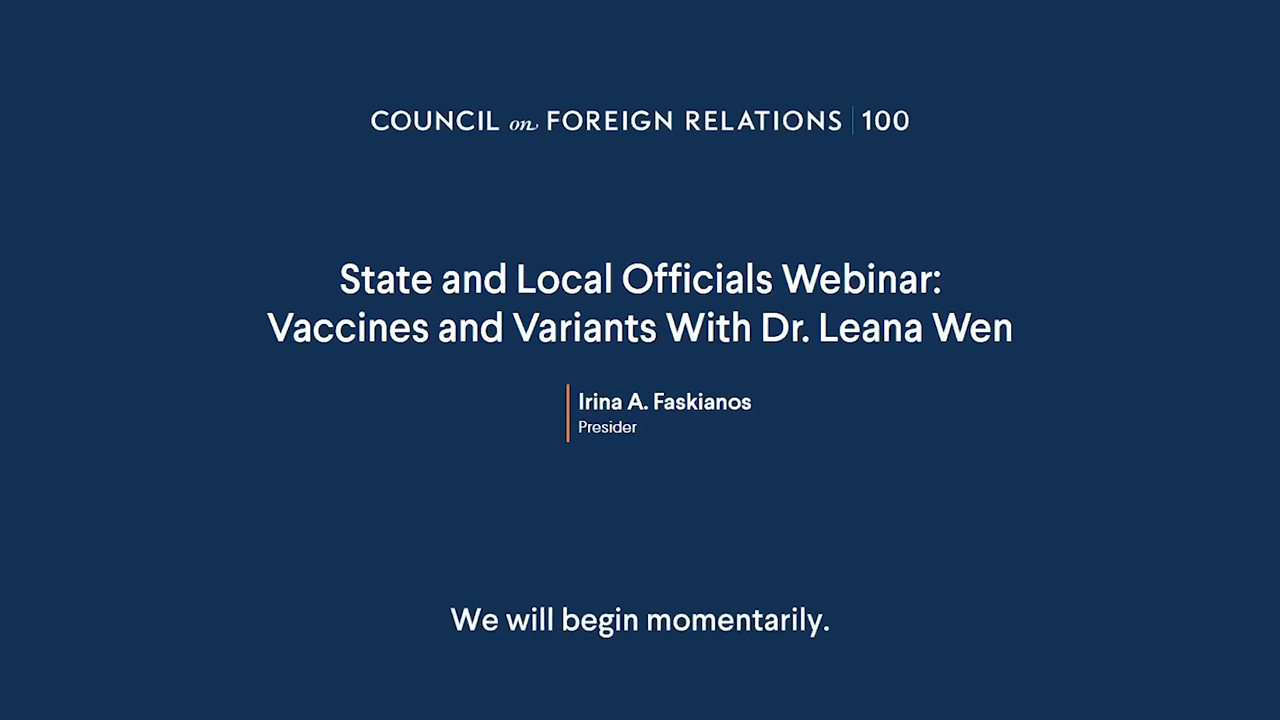 COUNCIL on FOREIGN RELATIONS | 100
State and Local Officials Webinar:
Vaccines and Variants With Dr. Leana Wen
Irina A. Faskianos
Presider
We will begin momentarily.